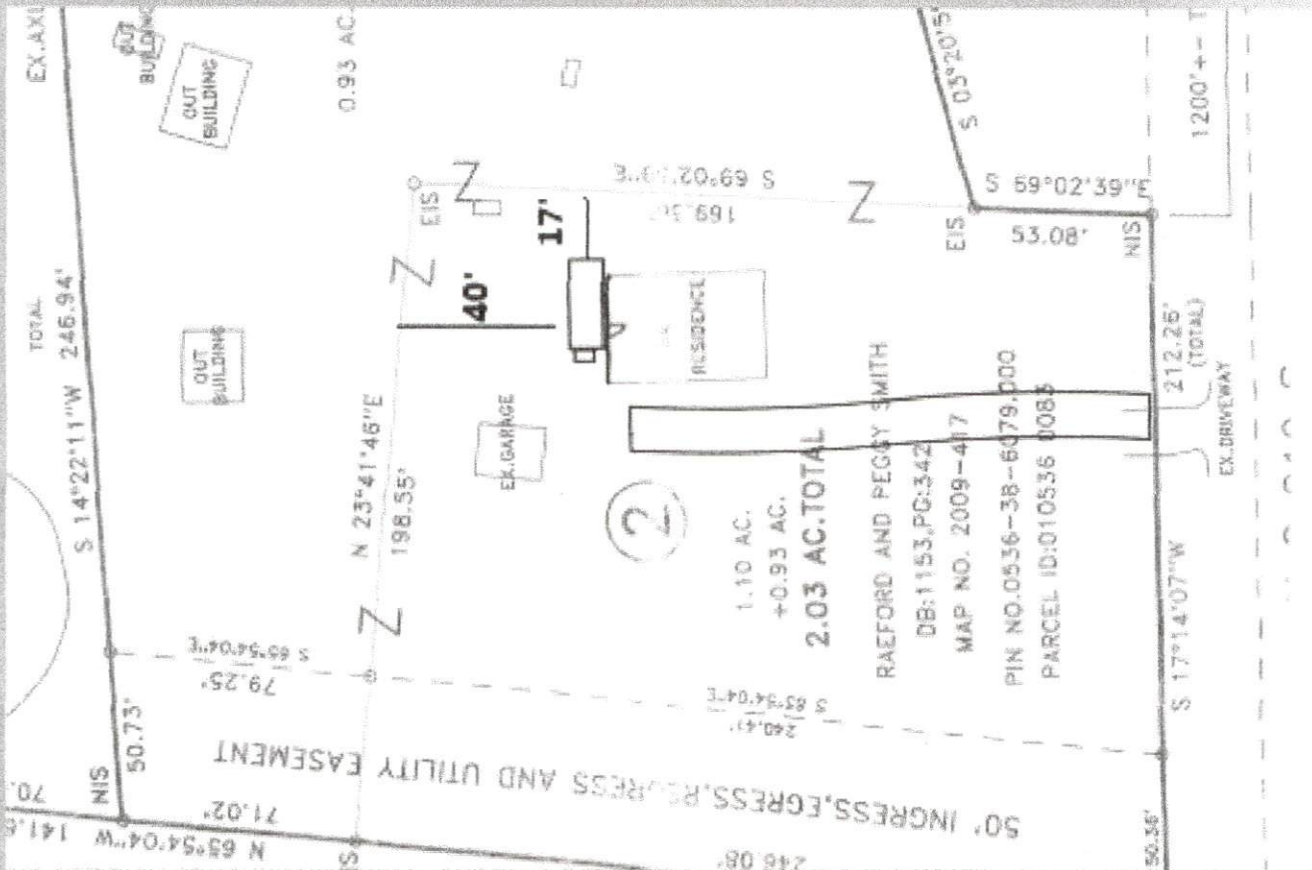 EX.AXL
OUT
BUILDING
OUT
BUILDING
0.93 AC.
TOTAL
S 14°22'11"W 246.94'
OUT
BUILDING
EIS
17'
40'
S 69°02'39"E
EIS
S 69°02'39"E
53.08'
NIS
S 03°20'5
1200'+- T
RESIDENCE
N 23°41'46"E
198.55'
EX.GARAGE
2
1.10 AC.
+0.93 AC.
2.03 AC.TOTAL
RAEFORD AND PEGGY SMITH
DB:1153,PG:342
MAP NO. 2009-417
PIN NO.0536-38-6079.000
PARCEL ID:010536 0083
212.26'
(TOTAL)
EX.DRIVEWAY
S 17°14'07"W
S 65°54'04"E
79.25'
S 65°54'04"E
240.41'
50' INGRESS,EGRESS, AND UTILITY EASEMENT
NIS
50.73'
71.02'
N 65°54'04"W
246.08'
50.36'
70.
141.6